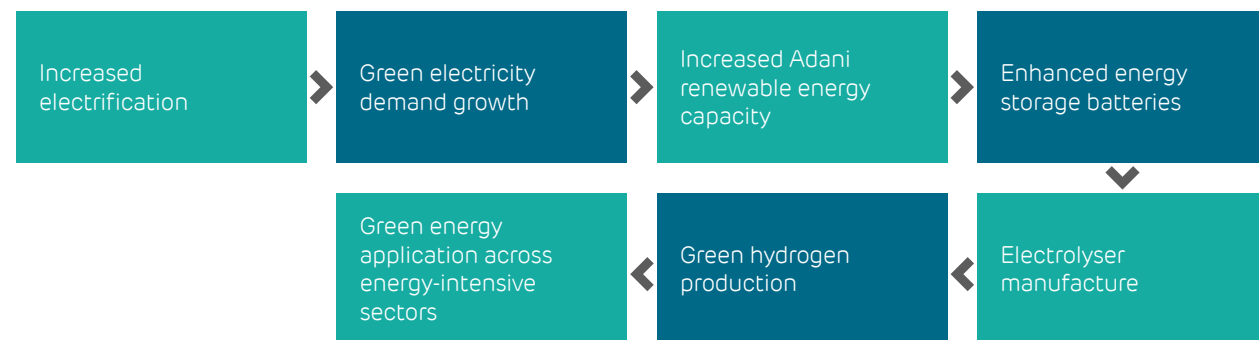 Increased
electrification
Green electricity
demand growth
Increased Adani
renewable energy
capacity
Enhanced energy
storage batteries
Electrolyser
manufacture
Green hydrogen
production
Green energy
application across
energy-intensive
sectors